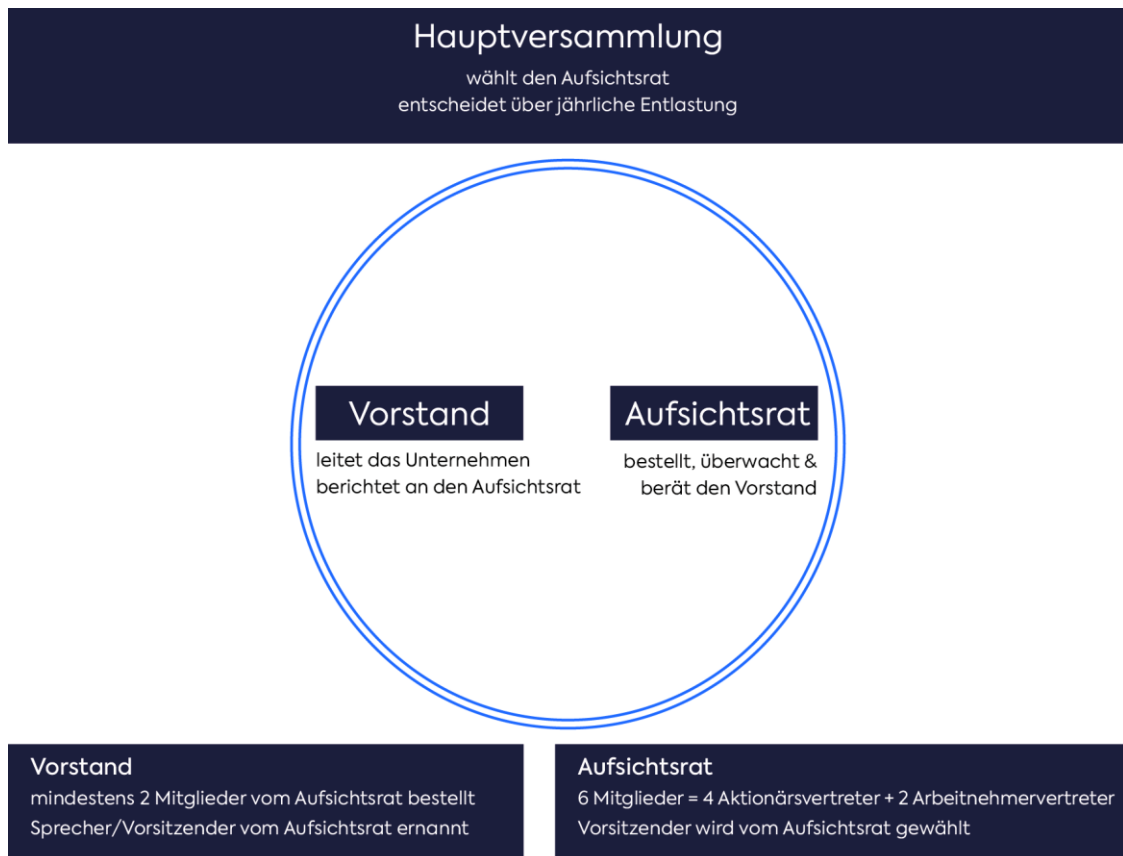 Hauptversammlung
wählt den Aufsichtsrat
entscheidet über jährliche Entlastung
Vorstand
leitet das Unternehmen
berichtet an den Aufsichtsrat
Aufsichtsrat
bestellt, überwacht &
berät den Vorstand
Vorstand
mindestens 2 Mitglieder vom Aufsichtsrat bestellt
Sprecher/Vorsitzender vom Aufsichtsrat ernannt
Aufsichtsrat
6 Mitglieder = 4 Aktionärsvertreter + 2 Arbeitnehmervertreter
Vorsitzender wird vom Aufsichtsrat gewählt